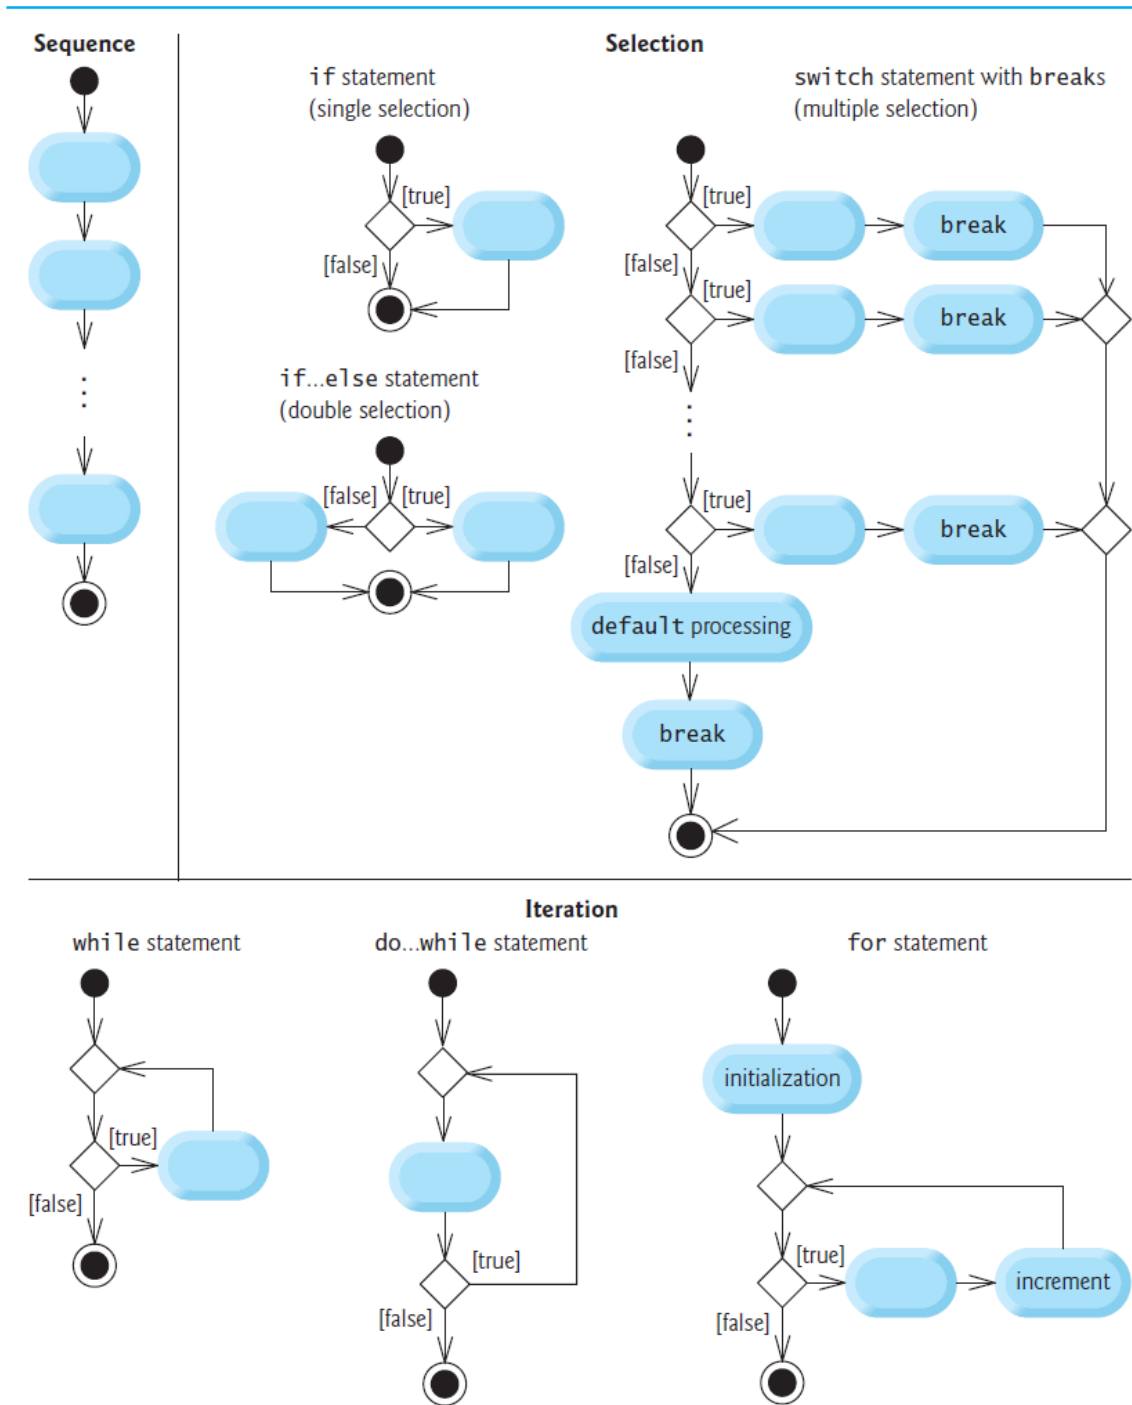 Sequence
Selection
if statement
(single selection)
[true]
[false]
if...else statement
(double selection)
[false] [true]
switch statement with breaks
(multiple selection)
[true]
break
[false]
[true]
break
[false]
[true]
break
[false]
default processing
break
Iteration
while statement
[true]
[false]
do...while statement
[true]
[false]
for statement
initialization
[true]
increment
[false]